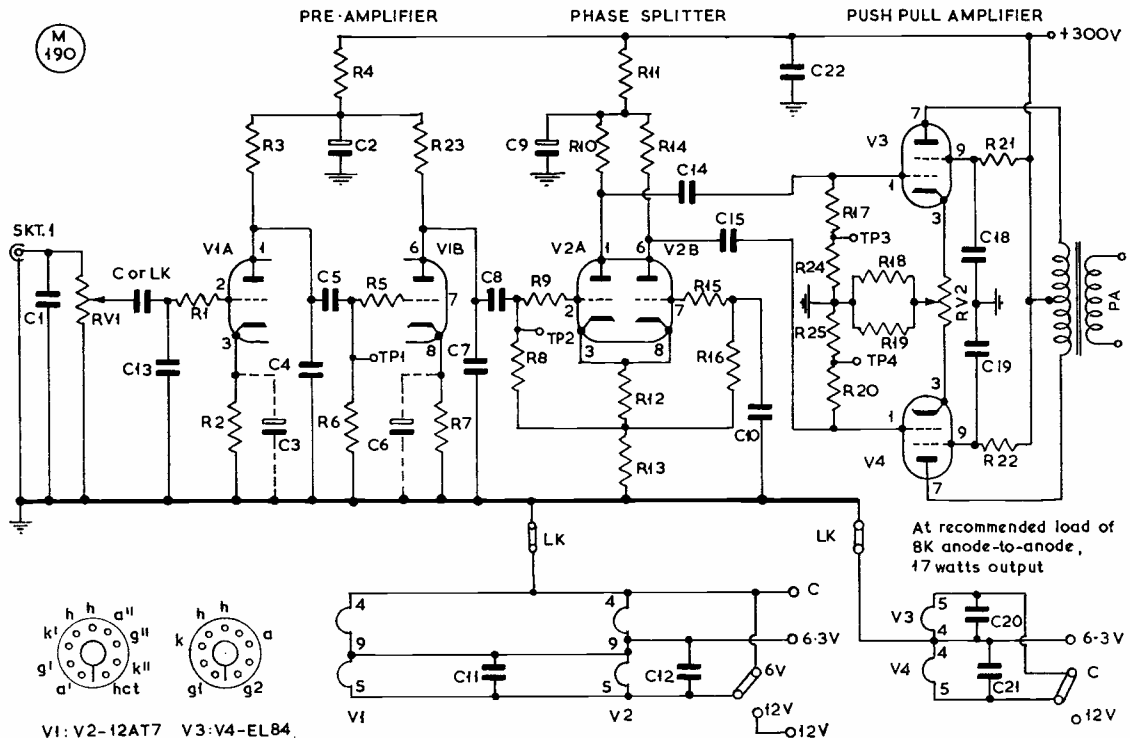 PRE-AMPLIFIER
PHASE SPLITTER
PUSH PULL AMPLIFIER
M
190
+300V
R4
R11
C22
R3
C2
R23
C9
R10
R14
C14
7
V3
9
R21
1
R17
3
SKT.1
V1A
1
6
V1B
V2A
1
6
V2B
C15
TP3
C18
C or LK
C5
R5
C8
R9
R15
R24
R18
C1
RV1
R1
2
7
2
7
RV2
PA
TP2
R25
R19
3
TP1
8
R8
3
8
R16
TP4
C19
C13
C4
C7
R20
3
R12
1
9
R2
C3
R6
C6
R7
C10
R22
R13
V4
7
LK
LK
At recommended load of
8K anode-to-anode,
17 watts output
h h
a"
g"
k"
hct
a'
g'
k'
h h
a
g2
g1
k
4
4
C
5
V3
C20
9
9
6·3V
4
4
6·3V
C11
C12
6V
V4
C21
C
5
5
5
V1
V2
12V
12V
12V
V1:V2-12AT7
V3:V4-EL84